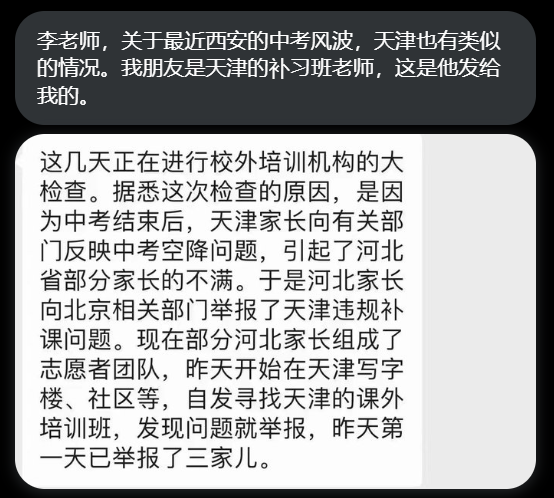 李老师，关于最近西安的中考风波，天津也有类似
的情况。我朋友是天津的补习班老师，这是他发给
我的。
这几天正在进行校外培训机构的大
检查。据悉这次检查的原因，是因
为中考结束后，天津家长向有关部
门反映中考空降问题，引起了河北
省部分家长的不满。于是河北家长
向北京相关部门举报了天津违规补
课问题。现在部分河北家长组成了
志愿者团队，昨天开始在天津写字
楼、社区等，自发寻找天津的课外
培训班，发现问题就举报，昨天第
一天已举报了三家儿。